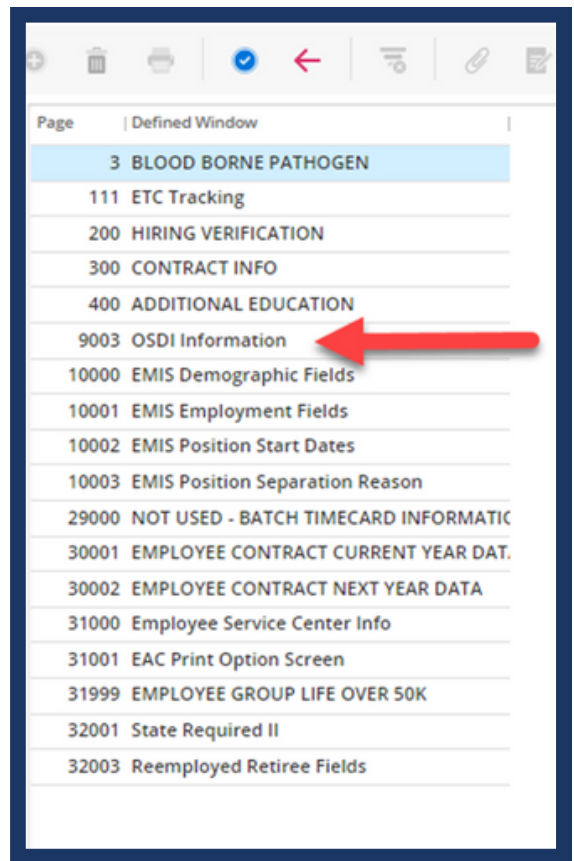 Page Defined Window
3 BLOOD BORNE PATHOGEN
111 ETC Tracking
200 HIRING VERIFICATION
300 CONTRACT INFO
400 ADDITIONAL EDUCATION
9003 OSDI Information
10000 EMIS Demographic Fields
10001 EMIS Employment Fields
10002 EMIS Position Start Dates
10003 EMIS Position Separation Reason
29000 NOT USED - BATCH TIMECARD INFORMATIC
30001 EMPLOYEE CONTRACT CURRENT YEAR DAT.
30002 EMPLOYEE CONTRACT NEXT YEAR DATA
31000 Employee Service Center Info
31001 EAC Print Option Screen
31999 EMPLOYEE GROUP LIFE OVER 50K
32001 State Required II
32003 Reemployed Retiree Fields